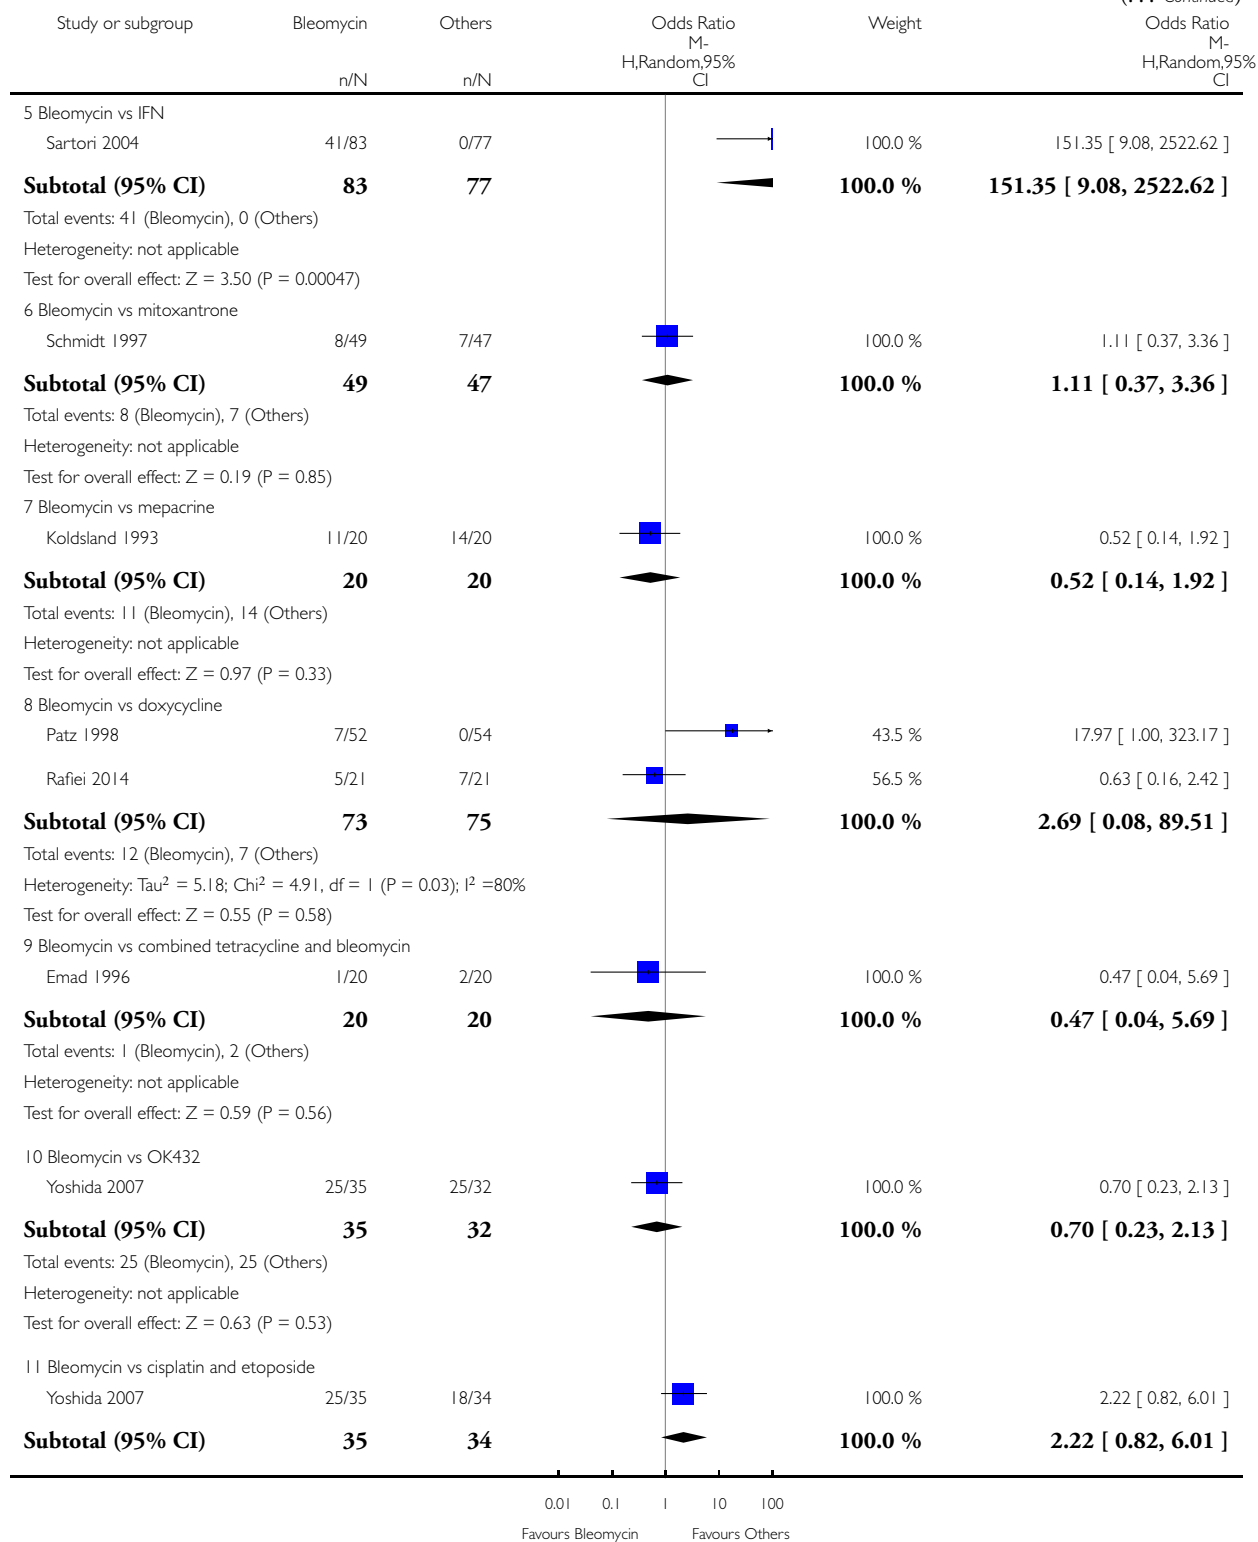 Continued)
Study or subgroup Bleomycin Others Odds Ratio Weight Odds Ratio
M- M-
H,Random,95% H,Random,95%
n/N n/N CI CI
5 Bleomycin vs IFN
Sartori 2004 41/83 0/77 100.0 % 151.35 [ 9.08, 2522.62 ]
Subtotal (95% CI) 83 77 100.0 % 151.35 [ 9.08, 2522.62 ]
Total events: 41 (Bleomycin), 0 (Others)
Heterogeneity: not applicable
Test for overall effect: Z = 3.50 (P = 0.00047)
6 Bleomycin vs mitoxantrone
Schmidt 1997 8/49 7/47 100.0 % 1.11 [ 0.37, 3.36 ]
Subtotal (95% CI) 49 47 100.0 % 1.11 [ 0.37, 3.36 ]
Total events: 8 (Bleomycin), 7 (Others)
Heterogeneity: not applicable
Test for overall effect: Z = 0.19 (P = 0.85)
7 Bleomycin vs mepacrine
Koldsland 1993 11/20 14/20 100.0 % 0.52 [ 0.14, 1.92 ]
Subtotal (95% CI) 20 20 100.0 % 0.52 [ 0.14, 1.92 ]
Total events: 11 (Bleomycin), 14 (Others)
Heterogeneity: not applicable
Test for overall effect: Z = 0.97 (P = 0.33)
8 Bleomycin vs doxycycline
Patz 1998 7/52 0/54 43.5 % 17.97 [ 1.00, 323.17 ]
Rafiei 2014 5/21 7/21 56.5 % 0.63 [ 0.16, 2.42 ]
Subtotal (95% CI) 73 75 100.0 % 2.69 [ 0.08, 89.51 ]
Total events: 12 (Bleomycin), 7 (Others)
Heterogeneity: Tau² = 5.18; Chi² = 4.91, df = 1 (P = 0.03); I² =80%
Test for overall effect: Z = 0.55 (P = 0.58)
9 Bleomycin vs combined tetracycline and bleomycin
Emad 1996 1/20 2/20 100.0 % 0.47 [ 0.04, 5.69 ]
Subtotal (95% CI) 20 20 100.0 % 0.47 [ 0.04, 5.69 ]
Total events: 1 (Bleomycin), 2 (Others)
Heterogeneity: not applicable
Test for overall effect: Z = 0.59 (P = 0.56)
10 Bleomycin vs OK432
Yoshida 2007 25/35 25/32 100.0 % 0.70 [ 0.23, 2.13 ]
Subtotal (95% CI) 35 32 100.0 % 0.70 [ 0.23, 2.13 ]
Total events: 25 (Bleomycin), 25 (Others)
Heterogeneity: not applicable
Test for overall effect: Z = 0.63 (P = 0.53)
11 Bleomycin vs cisplatin and etoposide
Yoshida 2007 25/35 18/34 100.0 % 2.22 [ 0.82, 6.01 ]
Subtotal (95% CI) 35 34 100.0 % 2.22 [ 0.82, 6.01 ]
0.01 0.1 1 10 100
Favours Bleomycin Favours Others